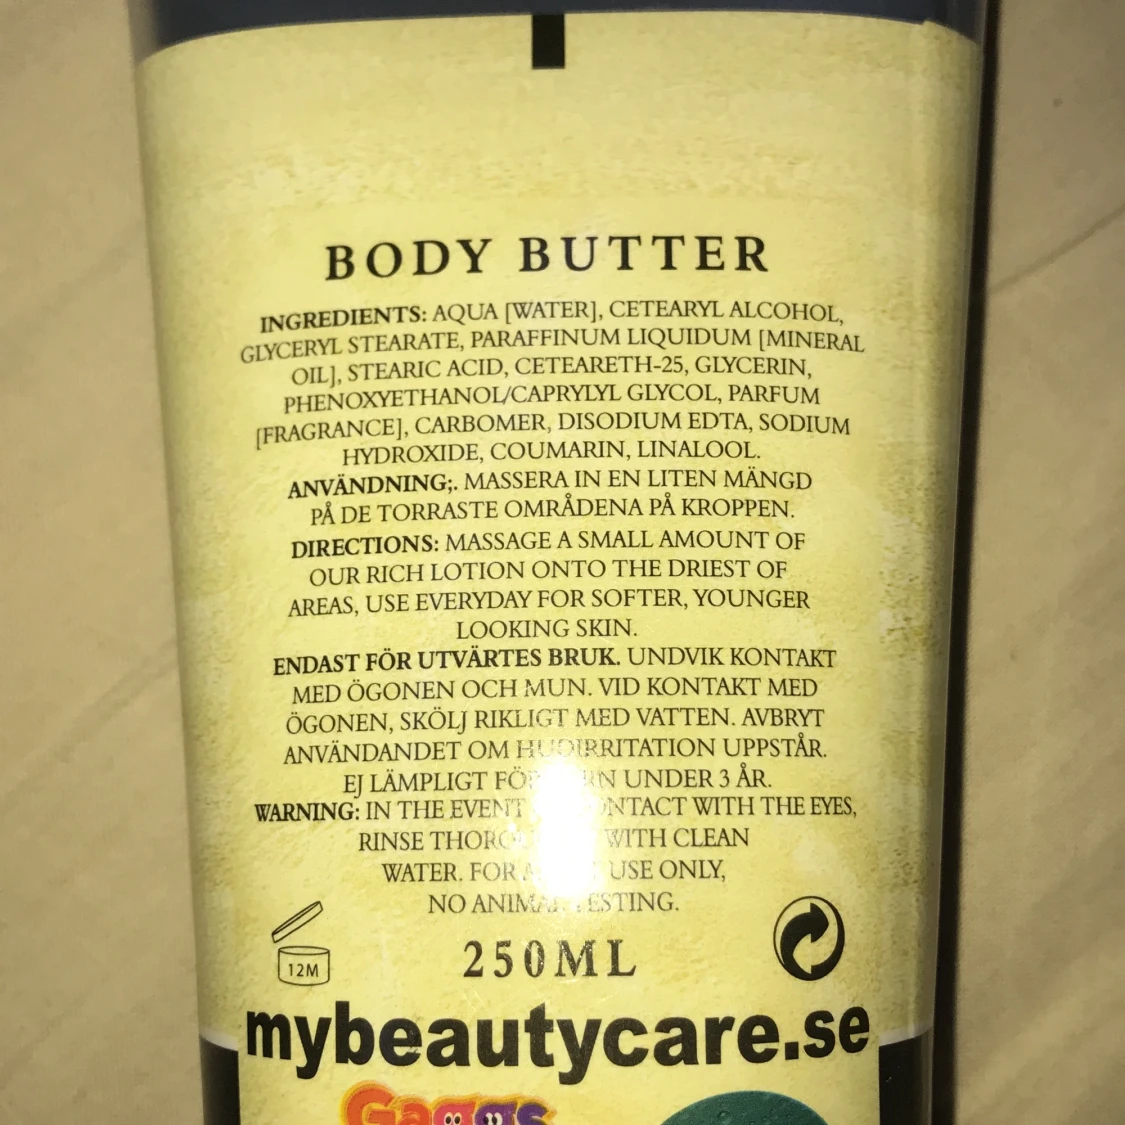 BODY BUTTER
INGREDIENTS: AQUA [WATER], CETEARYL ALCOHOL,
GLYCERYL STEARATE, PARAFFINUM LIQUIDUM [MINERAL
OIL], STEARIC ACID, CETEARETH-25, GLYCERIN,
PHENOXYETHANOL/CAPRYLYL GLYCOL, PARFUM
[FRAGRANCE], CARBOMER, DISODIUM EDTA, SODIUM
HYDROXIDE, COUMARIN, LINALOOL.
ANVÄNDNING;. MASSERA IN EN LITEN MÄNGD
PÅ DE TORRASTE OMRÅDENA PÅ KROPPEN.
DIRECTIONS: MASSAGE A SMALL AMOUNT OF
OUR RICH LOTION ONTO THE DRIEST OF
AREAS, USE EVERYDAY FOR SOFTER, YOUNGER
LOOKING SKIN.
ENDAST FÖR UTVÄRTES BRUK. UNDVIK KONTAKT
MED ÖGONEN OCH MUN. VID KONTAKT MED
ÖGONEN, SKÖLJ RIKLIGT MED VATTEN. AVBRYT
ANVÄNDANDET OM HUDIRRITATION UPPSTÅR.
EJ LÄMPLIGT UNDER 3 ÅR.
WARNING: IN THE EVENT CONTACT WITH THE EYES,
RINSE WITH CLEAN
WATER. FOR USE ONLY,
NO ANIMAL TESTING.
12M
250ML
mybeautycare.se
Gaggs